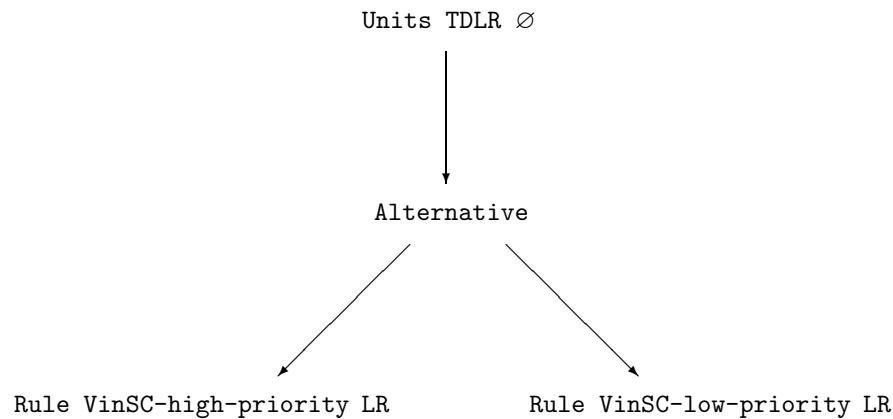 Units TDLR ∅
Alternative
Rule VinSC-high-priority LR
Rule VinSC-low-priority LR